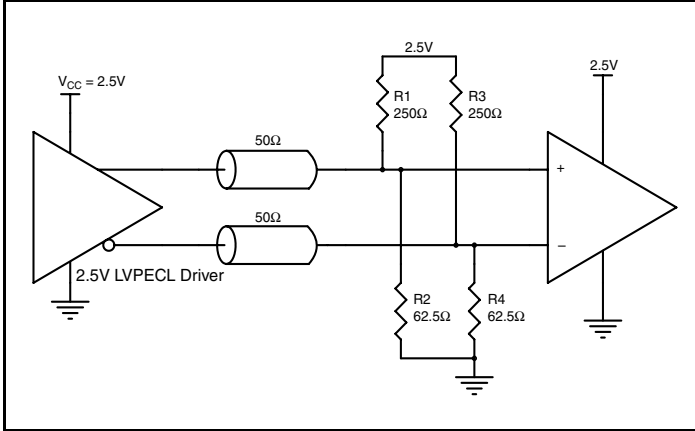 2.5V
V_CC = 2.5V
2.5V
R1
250Ω
R3
250Ω
50Ω
+
50Ω
–
2.5V LVPECL Driver
R2
62.5Ω
R4
62.5Ω